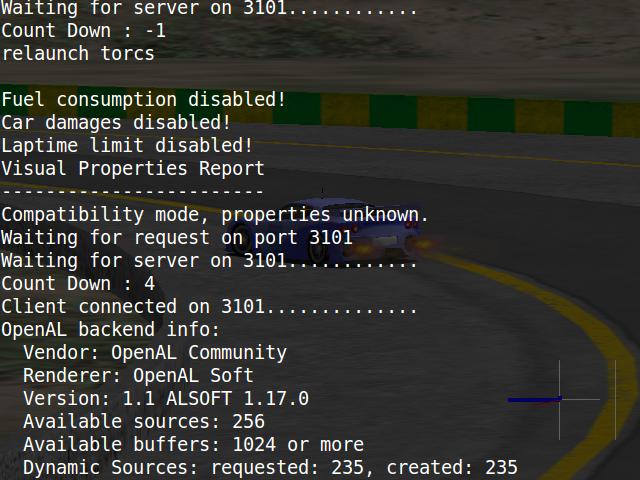 Waiting for server on 3101............
Count Down : -1
relaunch torcs
Fuel consumption disabled!
Car damages disabled!
Laptime limit disabled!
Visual Properties Report
------------------------
Compatibility mode, properties unknown.
Waiting for request on port 3101
Waiting for server on 3101............
Count Down : 4
Client connected on 3101..............
OpenAL backend info:
  Vendor: OpenAL Community
  Renderer: OpenAL Soft
  Version: 1.1 ALSOFT 1.17.0
  Available sources: 256
  Available buffers: 1024 or more
  Dynamic Sources: requested: 235, created: 235